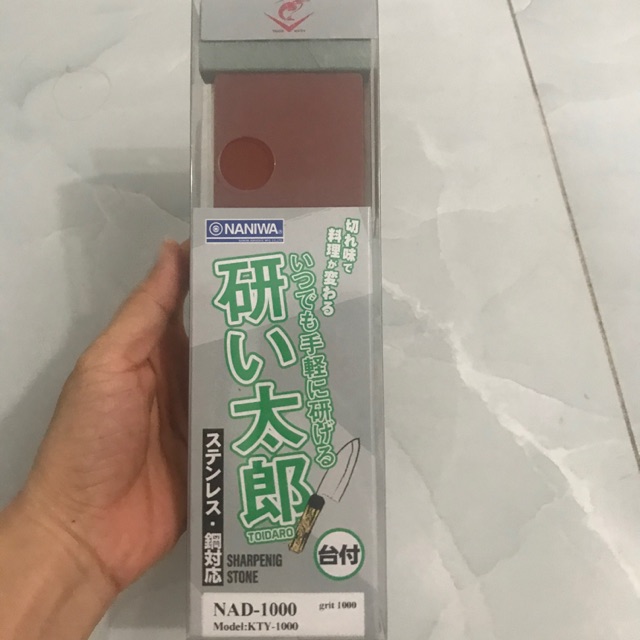 NANIWA
切れ味で
料理が変わる
いつでも手軽に研げる
研い太郎
TOIDARO
ステンレス・鋼対応
台付
SHARPENIG
STONE
NAD-1000 grit 1000
Model:KTY-1000